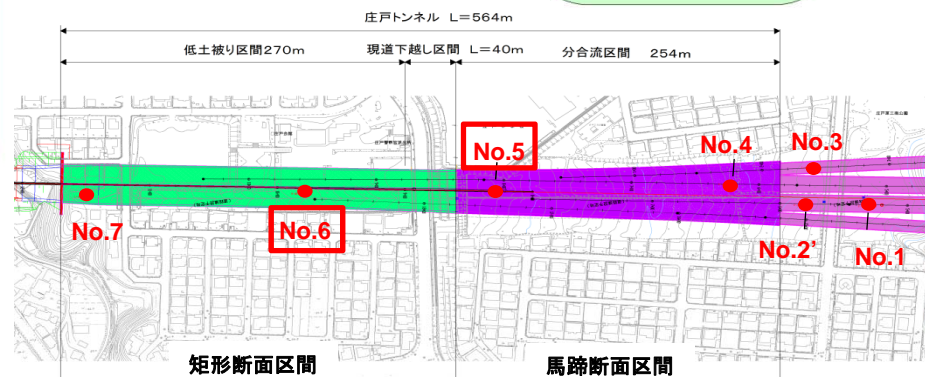 庄戸トンネル L=564m
低土被り区間270m
現道下越し区間 L=40m
分合流区間 254m
No.5
No.4
No.3
No.7
No.6
No.2’
No.1
矩形断面区間
馬蹄断面区間